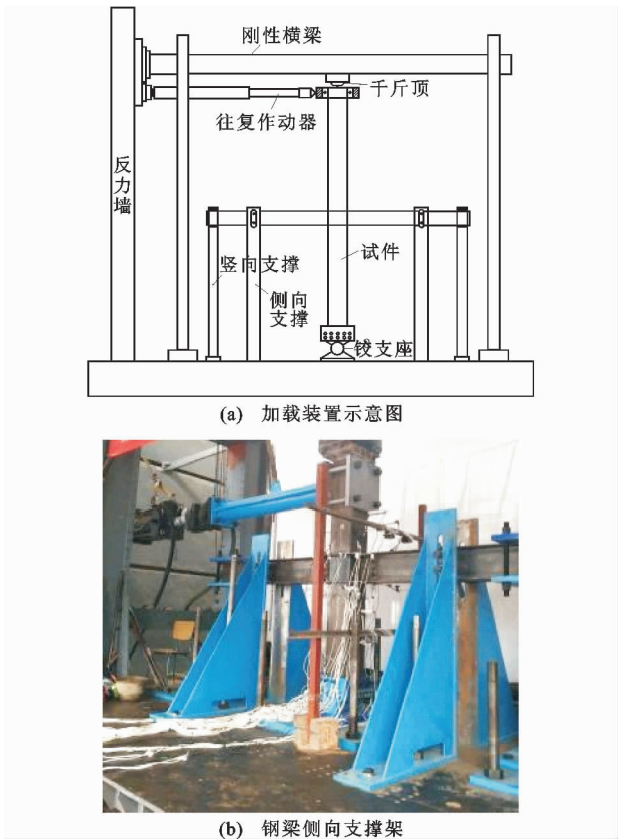 刚性横梁
千斤顶
往复作动器
反力墙
试件
竖向支撑
侧向
支撑
铰支座
(a) 加载装置示意图
(b) 钢梁侧向支撑架